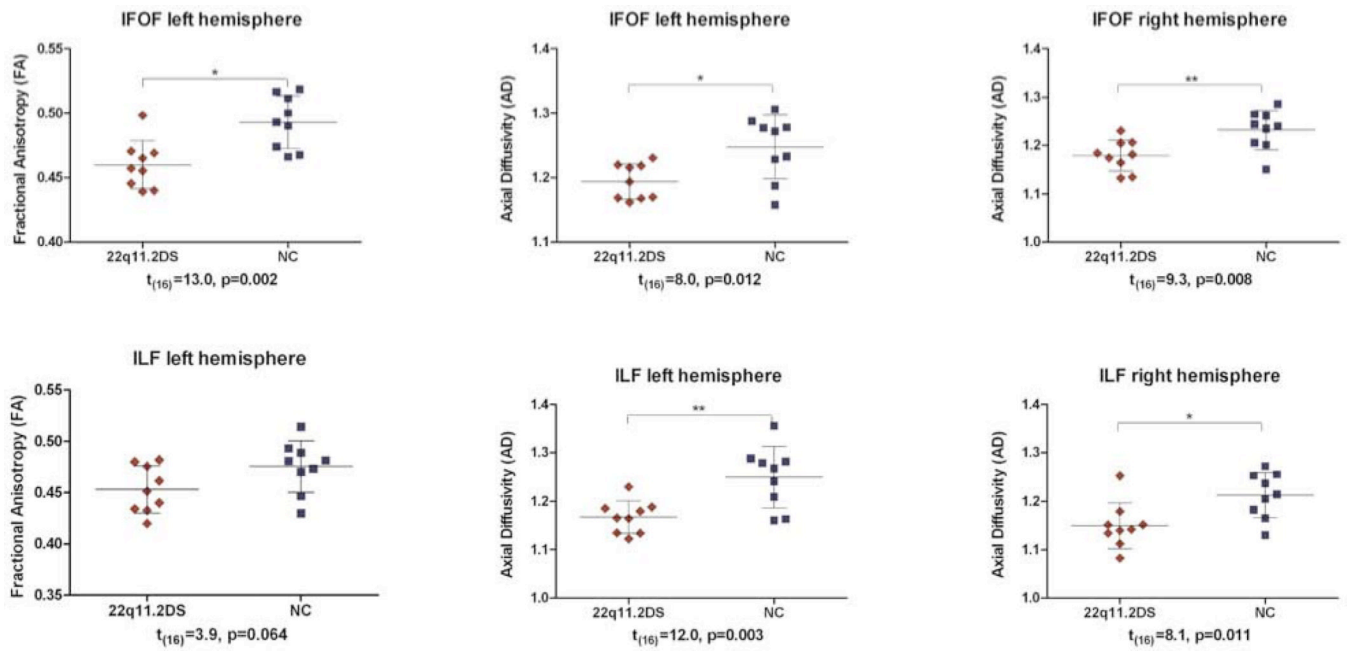 IFOF left hemisphere
Fractional Anisotropy (FA)
0.55
0.50
0.45
0.40
*
22q11.2DS NC
t(16)=13.0, p=0.002
IFOF left hemisphere
Axial Diffusivity (AD)
1.4
1.3
1.2
1.1
*
22q11.2DS NC
t(16)=8.0, p=0.012
IFOF right hemisphere
Axial Diffusivity (AD)
1.4
1.3
1.2
1.1
1.0
**
22q11.2DS NC
t(16)=9.3, p=0.008
ILF left hemisphere
Fractional Anisotropy (FA)
0.55
0.50
0.45
0.40
0.35
22q11.2DS NC
t(16)=3.9, p=0.064
ILF left hemisphere
Axial Diffusivity (AD)
1.4
1.3
1.2
1.1
1.0
**
22q11.2DS NC
t(16)=12.0, p=0.003
ILF right hemisphere
Axial Diffusivity (AD)
1.4
1.3
1.2
1.1
1.0
*
22q11.2DS NC
t(16)=8.1, p=0.011